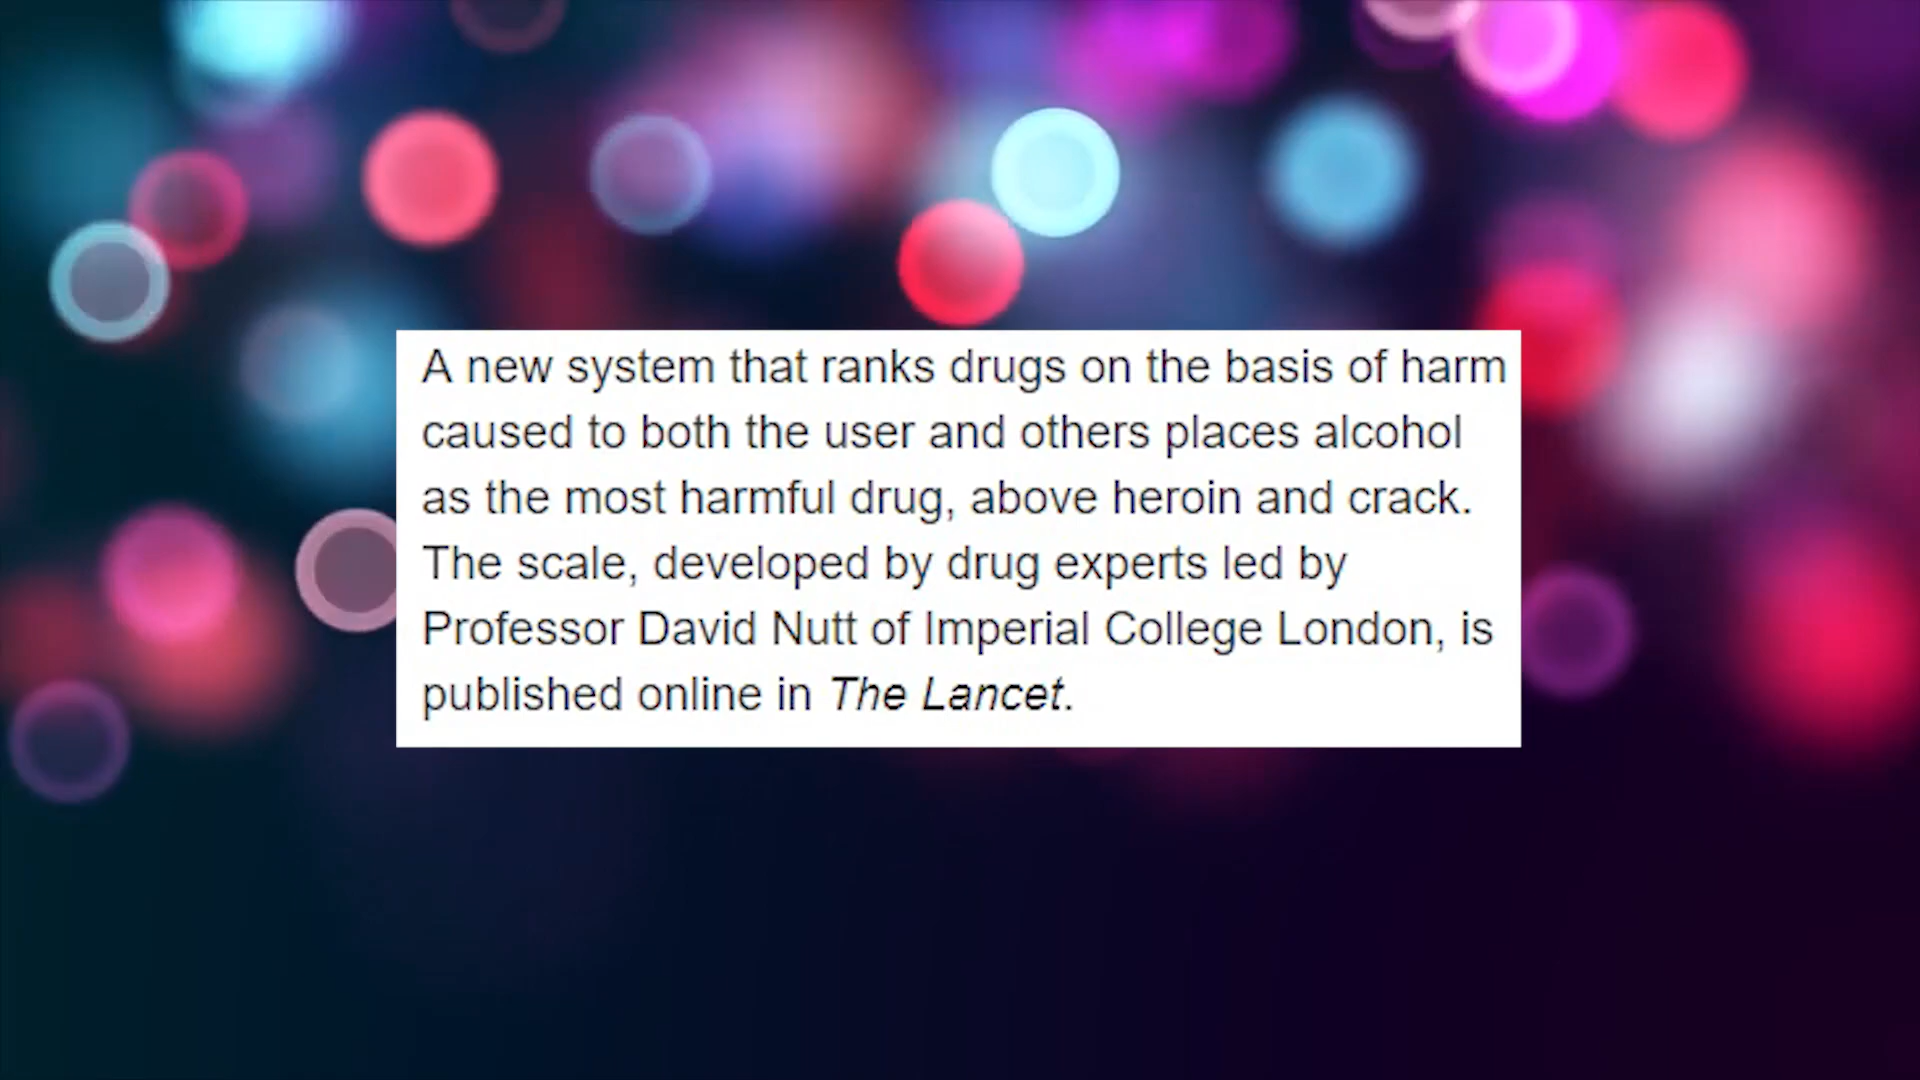 A new system that ranks drugs on the basis of harm
caused to both the user and others places alcohol
as the most harmful drug, above heroin and crack.
The scale, developed by drug experts led by
Professor David Nutt of Imperial College London, is
published online in The Lancet.